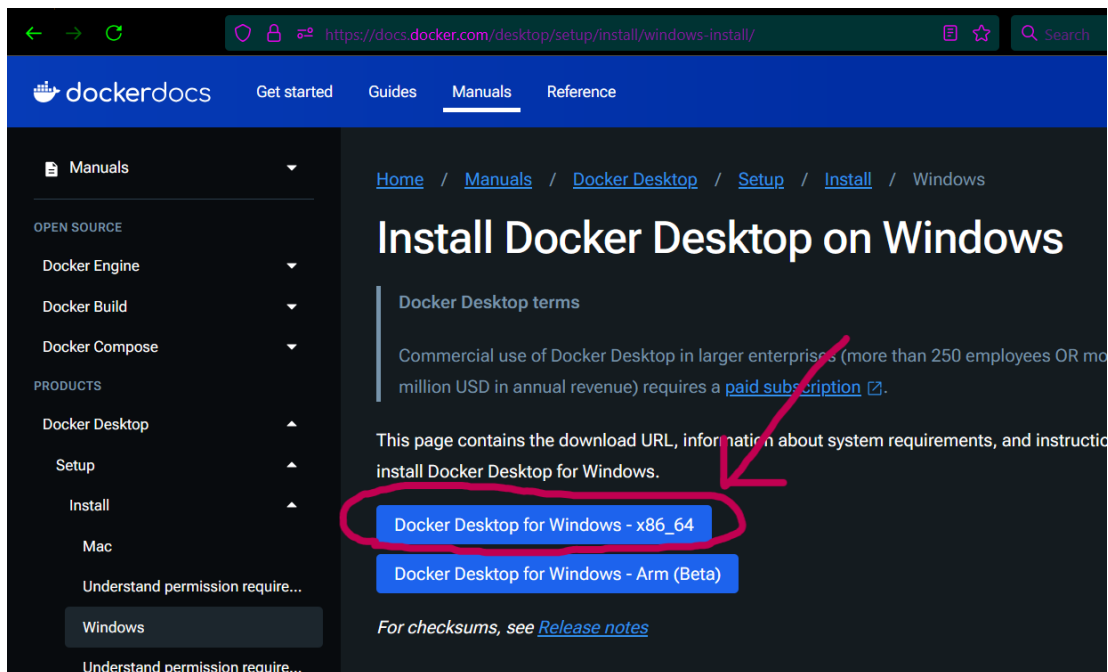 https://docs.docker.com/desktop/setup/install/windows-install/
Search
dockerdocs
Get started
Guides
Manuals
Reference
Manuals
OPEN SOURCE
Docker Engine
Docker Build
Docker Compose
PRODUCTS
Docker Desktop
Setup
Install
Mac
Understand permission require...
Windows
Understand permission require...
Home / Manuals / Docker Desktop / Setup / Install / Windows
Install Docker Desktop on Windows
Docker Desktop terms
Commercial use of Docker Desktop in larger enterprises (more than 250 employees OR mo
million USD in annual revenue) requires a paid subscription.
This page contains the download URL, information about system requirements, and instructio
install Docker Desktop for Windows.
Docker Desktop for Windows - x86_64
Docker Desktop for Windows - Arm (Beta)
For checksums, see Release notes